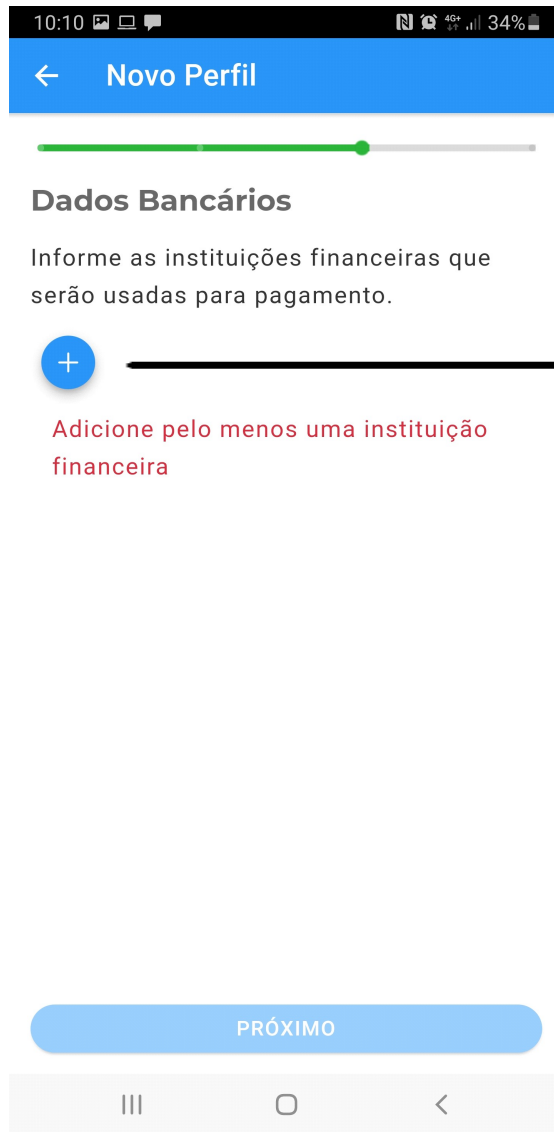 10:10 4G+ 34%
Novo Perfil
Dados Bancários
Informe as instituições financeiras que
serão usadas para pagamento.
+
Adicione pelo menos uma instituição
financeira
PRÓXIMO